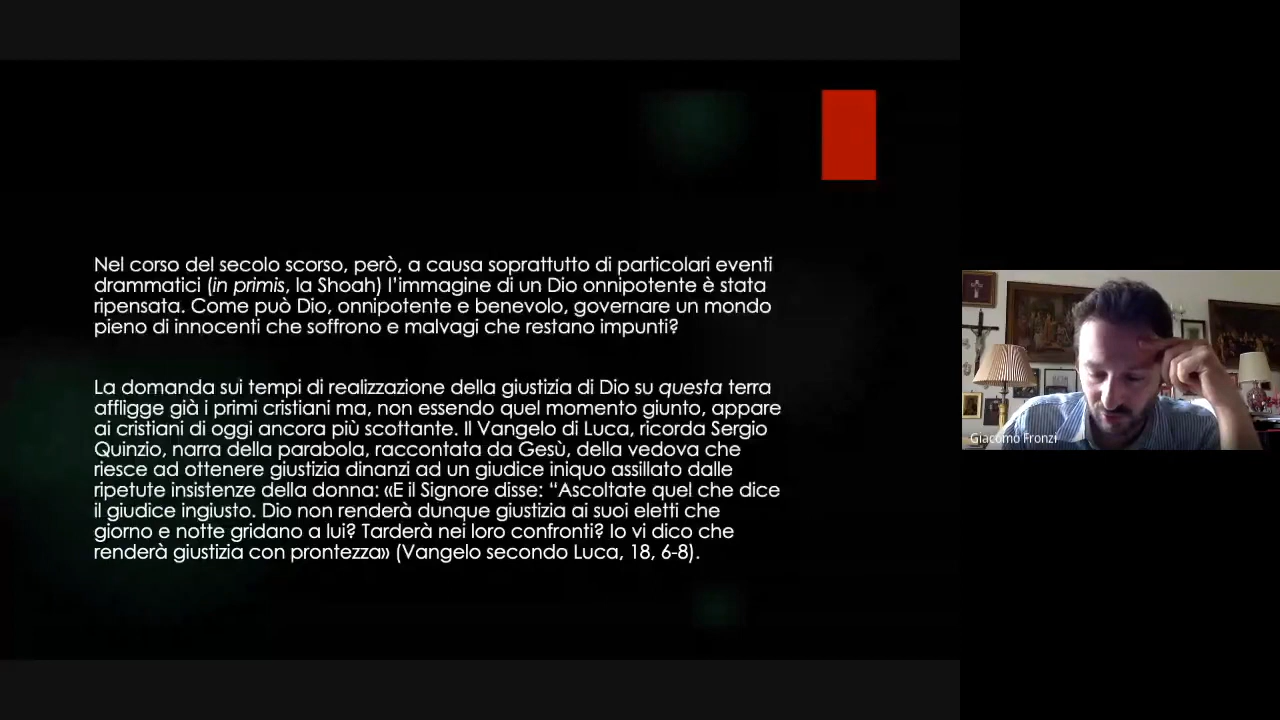 Nel corso del secolo scorso, però, a causa soprattutto di particolari eventi
drammatici (in primis, la Shoah) l'immagine di un Dio onnipotente è stata
ripensata. Come può Dio, onnipotente e benevolo, governare un mondo
pieno di innocenti che soffrono e malvagi che restano impunti?
La domanda sui tempi di realizzazione della giustizia di Dio su questa terra
affligge già i primi cristiani ma, non essendo quel momento giunto, appare
ai cristiani di oggi ancora più scottante. Il Vangelo di Luca, ricorda Sergio
Quinzio, narra della parabola, raccontata da Gesù, della vedova che
riesce ad ottenere giustizia dinanzi ad un giudice iniquo assillato dalle
ripetute insistenze della donna: «E il Signore disse: “Ascoltate quel che dice
il giudice ingiusto. Dio non renderà dunque giustizia ai suoi eletti che
giorno e notte gridano a lui? Tarderà nei loro confronti? Io vi dico che
renderà giustizia con prontezza» (Vangelo secondo Luca, 18, 6-8).
Giacomo Fronzi